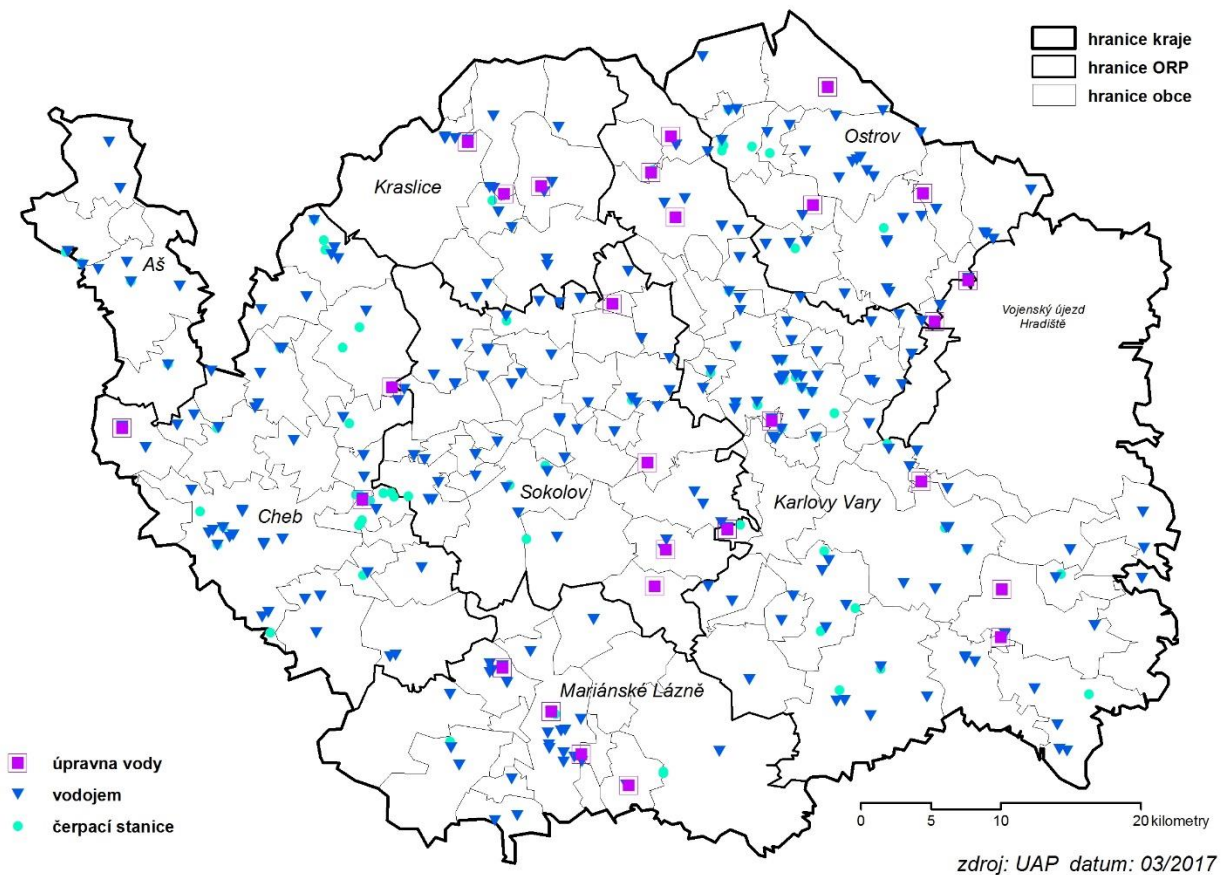 hranice kraje
hranice ORP
hranice obce
Ostrov
Kraslice
Aš
Vojenský újezd
Hradiště
Sokolov
Karlovy Vary
Cheb
Mariánské Lázně
úpravna vody
vodojem
čerpací stanice
0 5 10 20 kilometry
zdroj: UAP datum: 03/2017